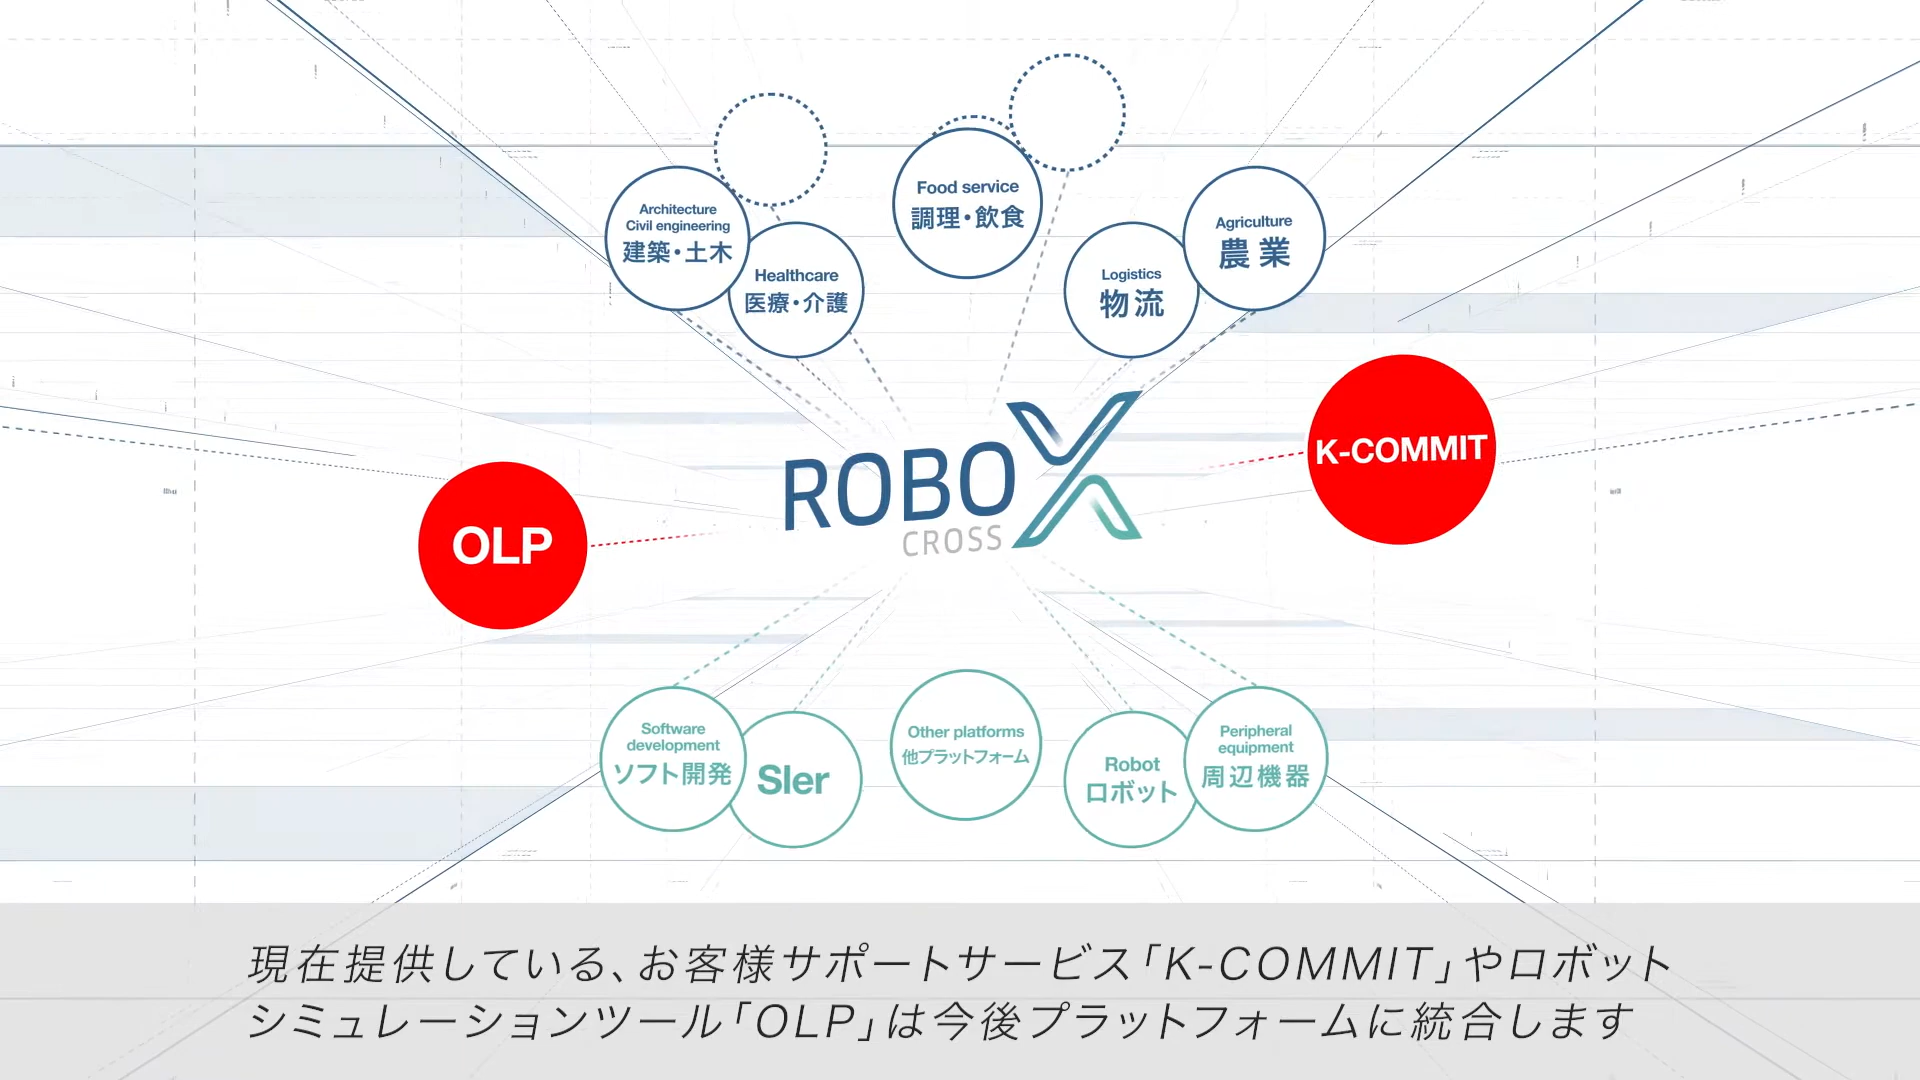 Food service
調理・飲食
Architecture
Civil engineering
建築・土木
Healthcare
医療・介護
Logistics
物流
Agriculture
農業
K-COMMIT
ROBO X
CROSS
OLP
Software
development
ソフト開発
SIer
Other platforms
他プラットフォーム
Robot
ロボット
Peripheral
equipment
周辺機器
現在提供している、お客様サポートサービス「K-COMMIT」やロボット
シミュレーションツール「OLP」は今後プラットフォームに統合します